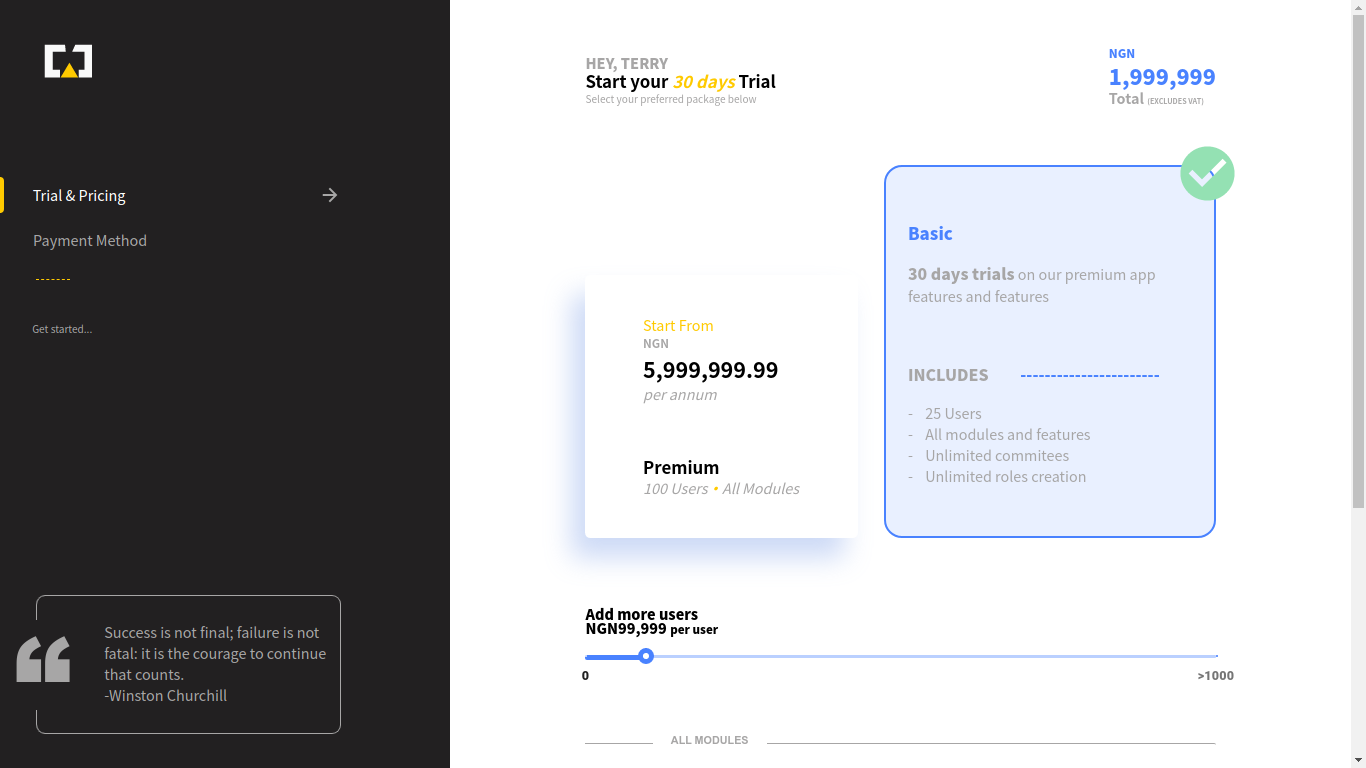 Trial & Pricing
Payment Method
-------
Get started...
Success is not final; failure is not
fatal: it is the courage to continue
that counts.
-Winston Churchill
HEY, TERRY
Start your 30 days Trial
Select your preferred package below
NGN
1,999,999
Total (EXCLUDES VAT)
Start From
NGN
5,999,999.99
per annum
Premium
100 Users • All Modules
Basic
30 days trials on our premium app
features and features
INCLUDES -----------------------
- 25 Users
- All modules and features
- Unlimited commitees
- Unlimited roles creation
Add more users
NGN99,999 per user
0 >1000
ALL MODULES